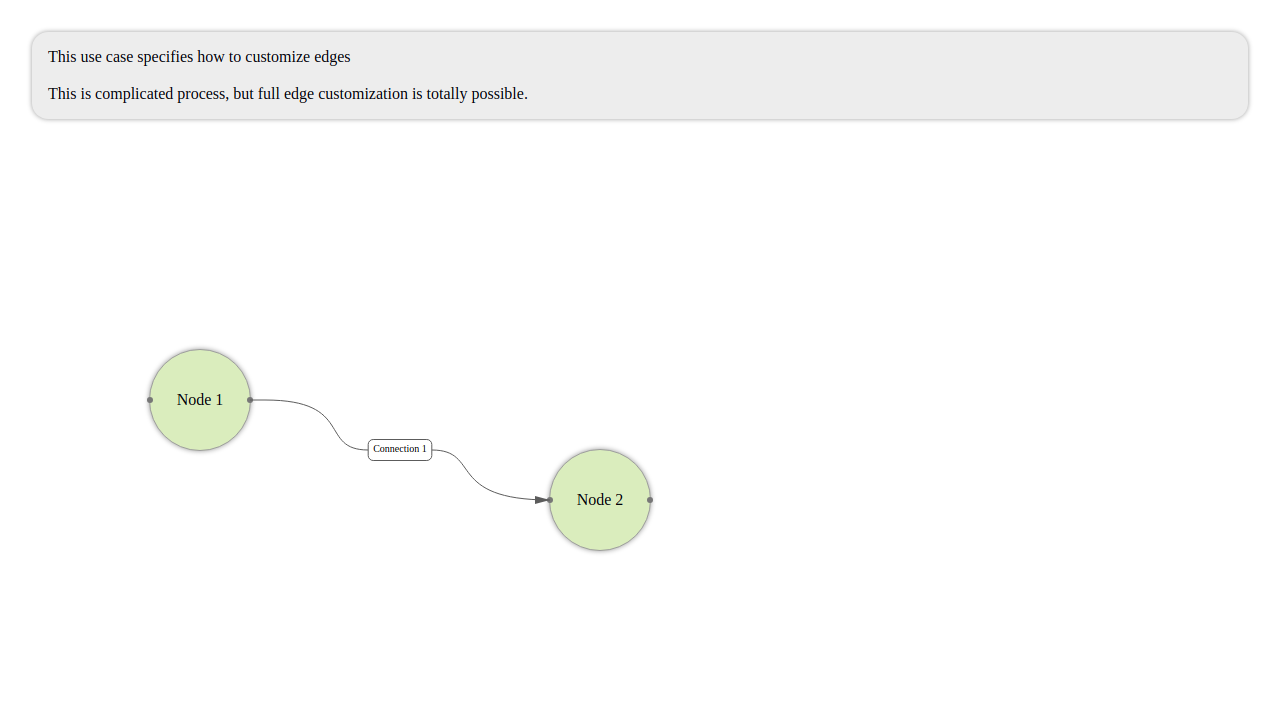 This use case specifies how to customize edges
This is complicated process, but full edge customization is totally possible.
Node 1
Connection 1
Node 2